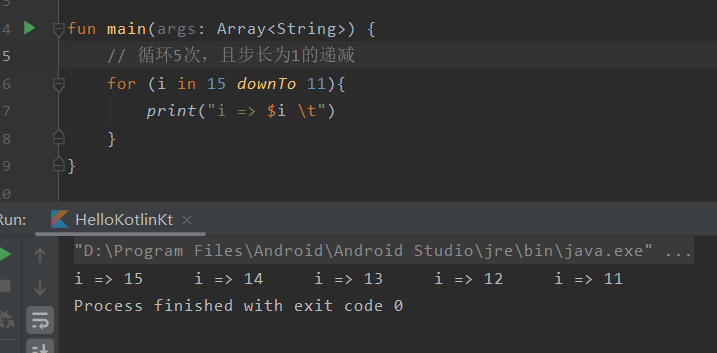 4 fun main(args: Array<String>) {
5 // 循环5次，且步长为1的递减
6 for (i in 15 downTo 11){
7 print("i => $i \t")
8 }
9 }
10
Run: HelloKotlinKt ×
"D:\Program Files\Android\Android Studio\jre\bin\java.exe" ...
i => 15 i => 14 i => 13 i => 12 i => 11
Process finished with exit code 0